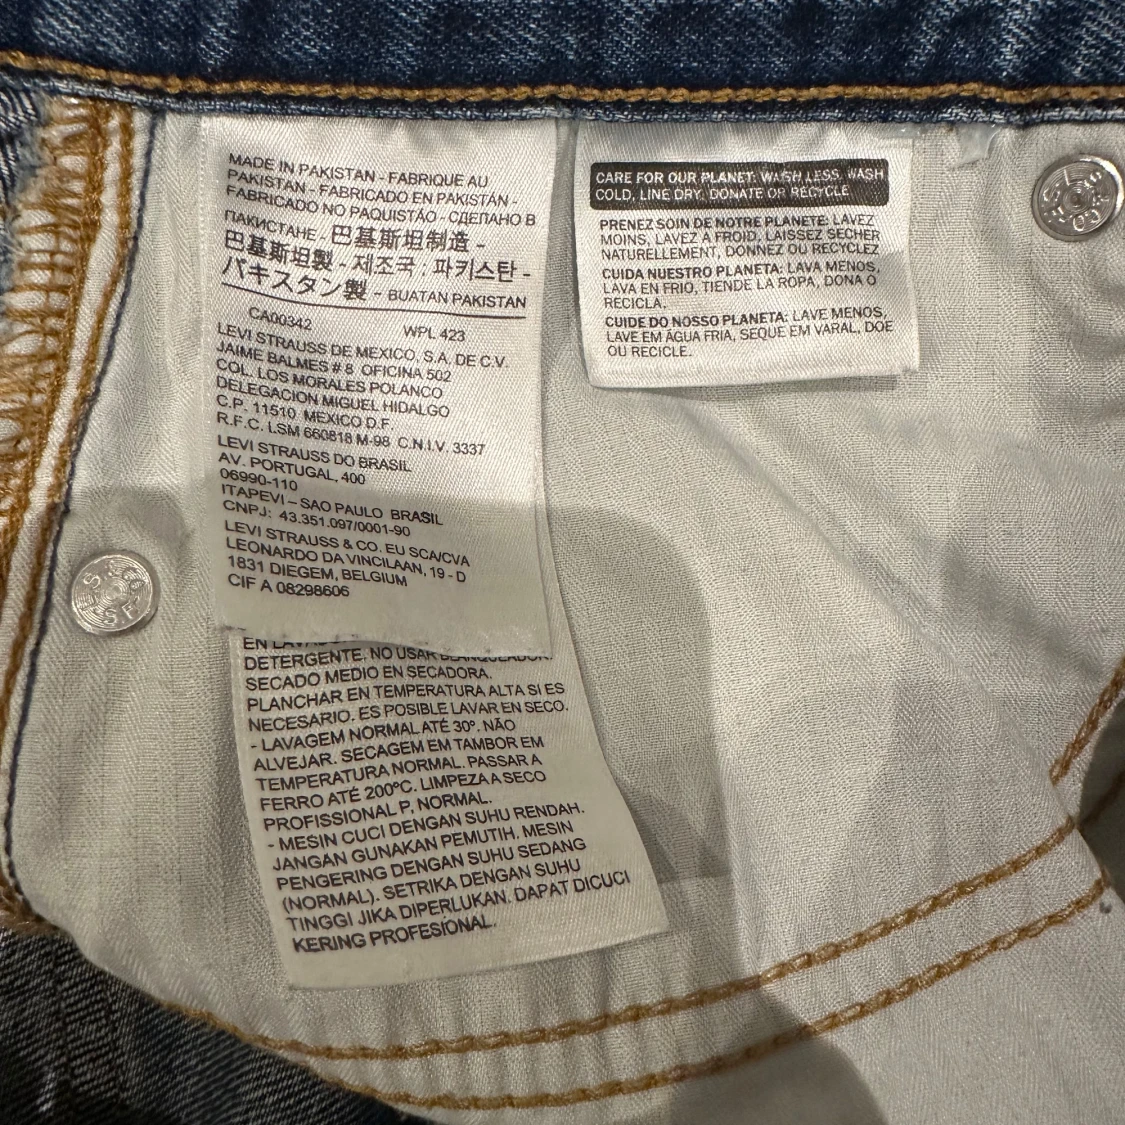 MADE IN PAKISTAN - FABRIQUE AU
PAKISTAN - FABRICADO EN PAKISTÁN -
FABRICADO NO PAQUISTÃO - СДЕПАНО В
ПАКИСТАНЕ - 巴基斯坦制造 -
巴基斯坦製 - 제조국 : 파키스탄 -
パキスタン製 - BUATAN PAKISTAN
CA00342 WPL 423
LEVI STRAUSS DE MEXICO, S.A. DE C.V.
JAIME BALMES # 8 OFICINA 502
COL. LOS MORALES POLANCO
DELEGACION MIGUEL HIDALGO
C.P. 11510 MEXICO D.F.
R.F.C. LSM 660818 M-98 C.N.I.V. 3337
LEVI STRAUSS DO BRASIL
AV. PORTUGAL, 400
06990-110
ITAPEVI – SAO PAULO BRASIL
CNPJ: 43.351.097/0001-90
LEVI STRAUSS & CO. EU SCA/CVA
LEONARDO DA VINCILAAN, 19 - D
1831 DIEGEM, BELGIUM
CIF A 08298606
EN
DETERGENTE. NO USAR BLANQUEADOR.
SECADO MEDIO EN SECADORA.
PLANCHAR EN TEMPERATURA ALTA SI ES
NECESARIO. ES POSIBLE LAVAR EN SECO.
- LAVAGEM NORMAL ATÉ 30º. NÃO
ALVEJAR. SECAGEM EM TAMBOR EM
TEMPERATURA NORMAL. PASSAR A
FERRO ATÉ 200ºC. LIMPEZA A SECO
PROFISSIONAL P, NORMAL.
- MESIN CUCI DENGAN SUHU RENDAH.
JANGAN GUNAKAN PEMUTIH. MESIN
PENGERING DENGAN SUHU SEDANG
(NORMAL). SETRIKA DENGAN SUHU
TINGGI JIKA DIPERLUKAN. DAPAT DICUCI
KERING PROFESIONAL.
CARE FOR OUR PLANET: WASH LESS, WASH
COLD, LINE DRY, DONATE OR RECYCLE
PRENEZ SOIN DE NOTRE PLANETE: LAVEZ
MOINS, LAVEZ À FROID, LAISSEZ SÉCHER
NATURELLEMENT, DONNEZ OU RECYCLEZ
CUIDA NUESTRO PLANETA: LAVA MENOS,
LAVA EN FRIO, TIENDE LA ROPA, DONA O
RECICLA.
CUIDE DO NOSSO PLANETA: LAVE MENOS,
LAVE EM ÁGUA FRIA, SEQUE EM VARAL, DOE
OU RECICLE.